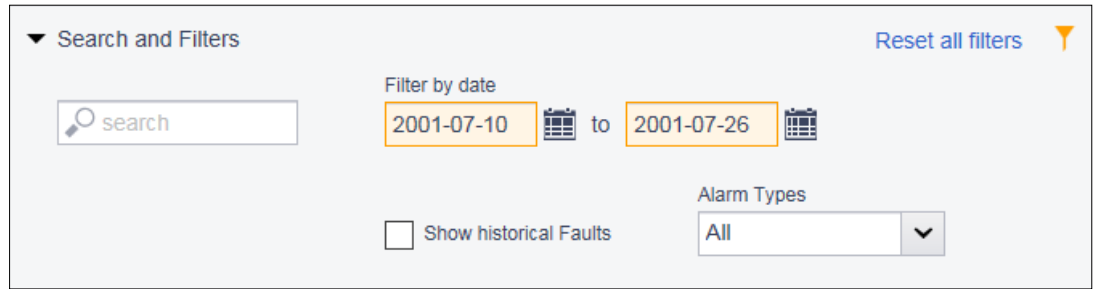 Search and Filters
Reset all filters
Filter by date
search
2001-07-10 to 2001-07-26
Alarm Types
Show historical Faults
All